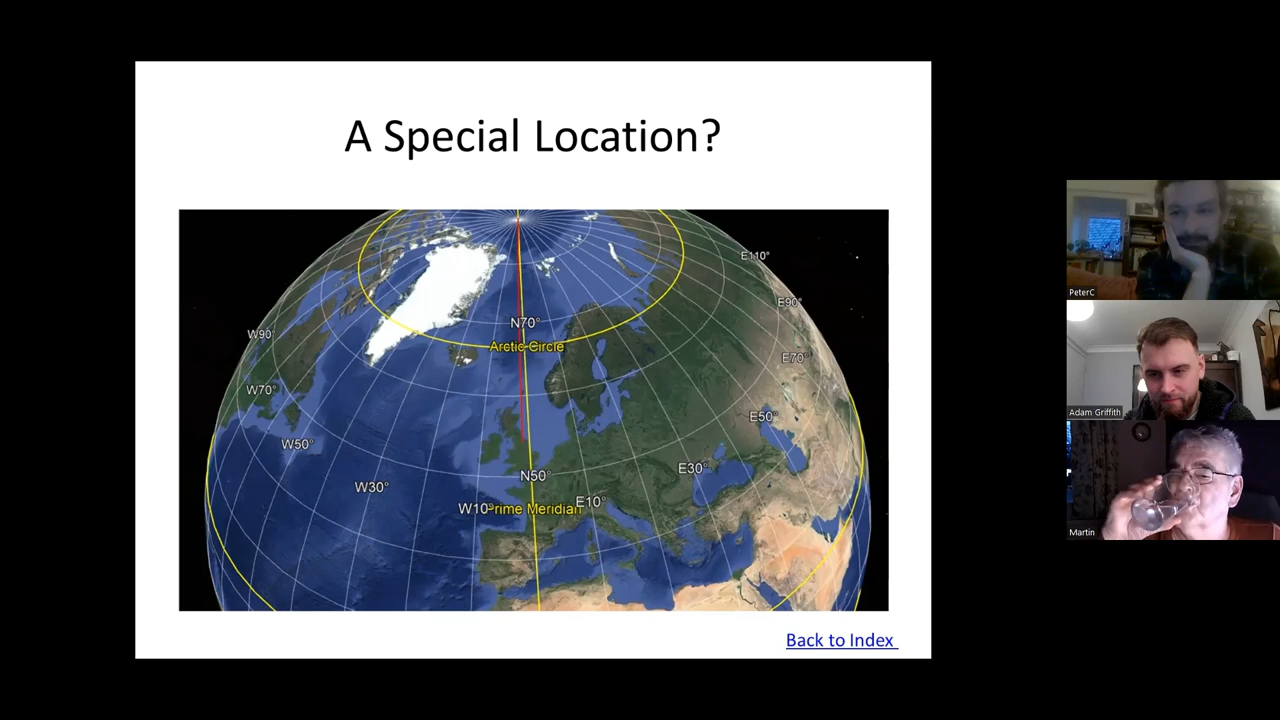 A Special Location?
E110°
E90°
N70°
W90°
Arctic Circle
E70°
W70°
E50°
W50°
E30°
N50°
W30°
E10°
W10°
Prime Meridian
Back to Index
PeterC
Adam Griffith
Martin